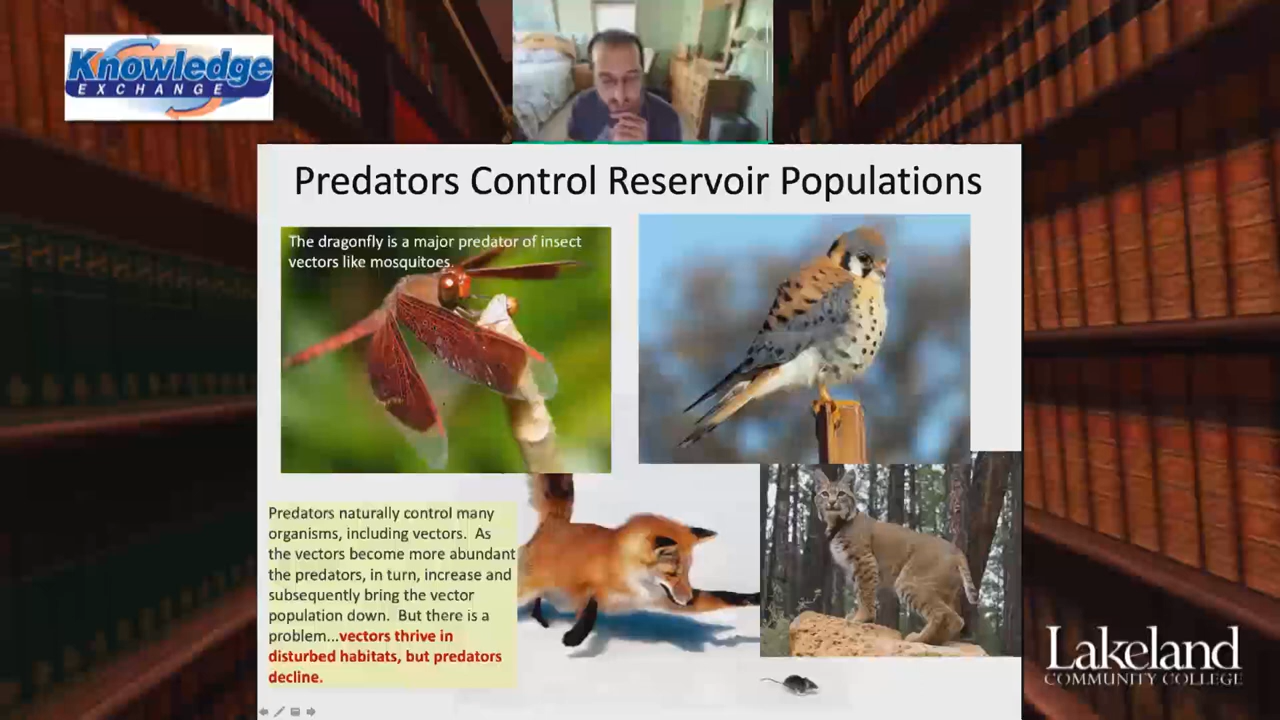 Knowledge
EXCHANGE
Predators Control Reservoir Populations
The dragonfly is a major predator of insect
vectors like mosquitoes.
Predators naturally control many
organisms, including vectors. As
the vectors become more abundant
the predators, in turn, increase and
subsequently bring the vector
population down. But there is a
problem...vectors thrive in
disturbed habitats, but predators
decline.
Lakeland
COMMUNITY COLLEGE